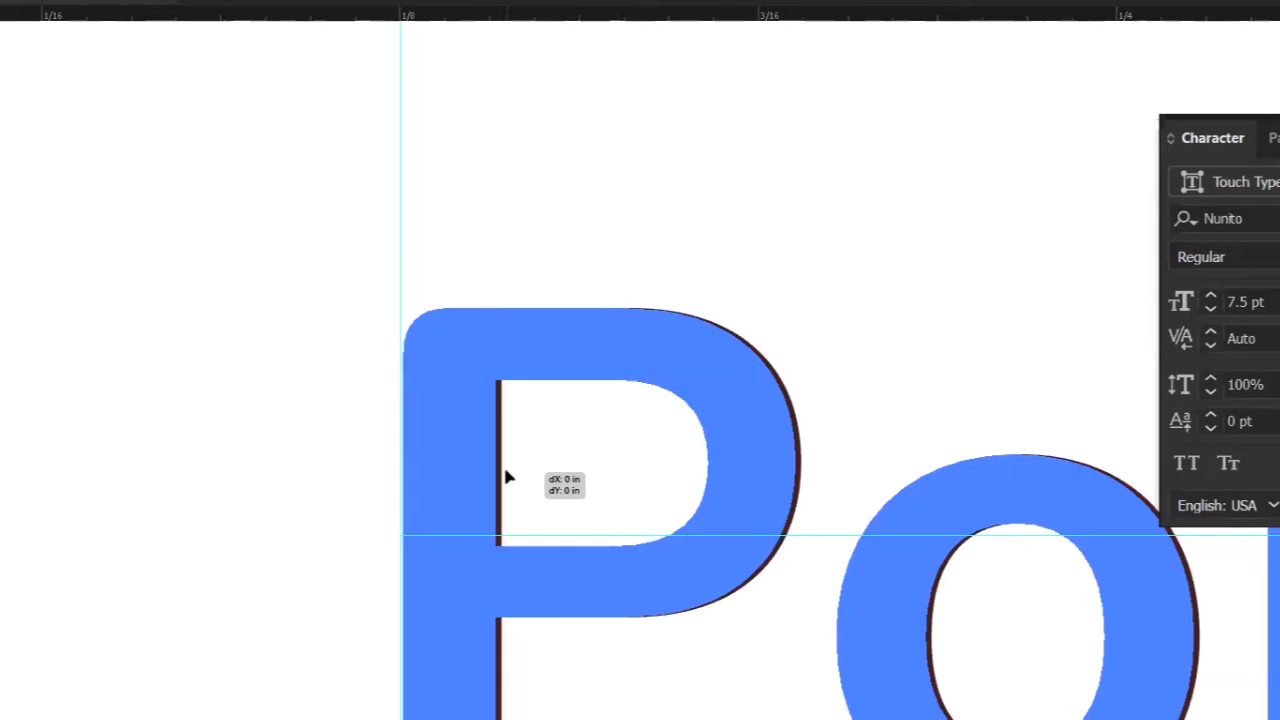 1/16 1/8 3/16 1/4
Character
Touch Type
Nunito
Regular
7.5 pt
Auto
100%
0 pt
TT Tт
English: USA
dX: 0 in
dY: 0 in
Po